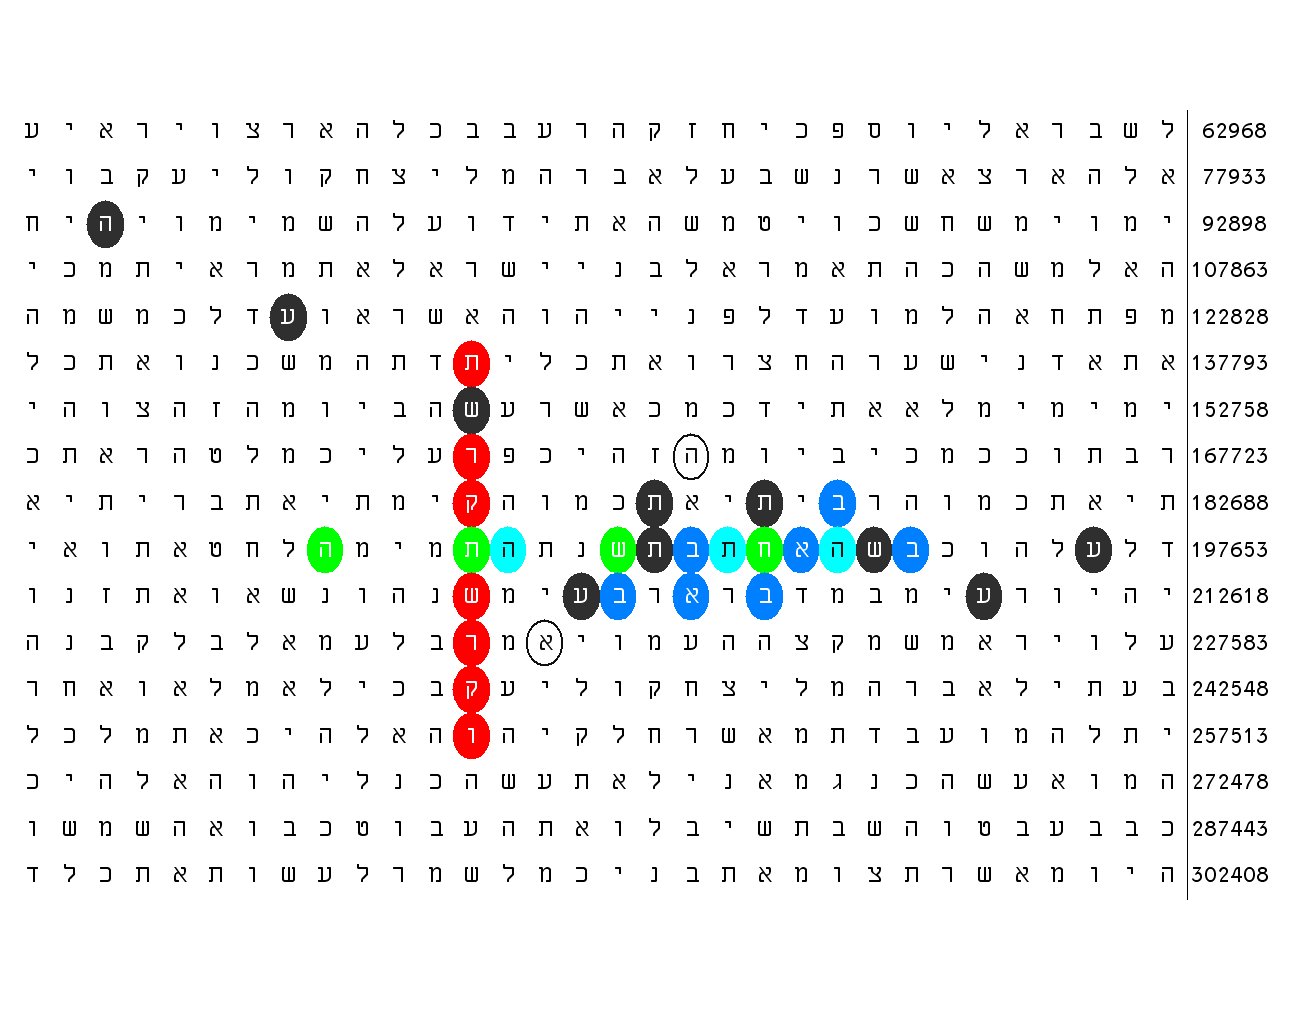 62968 ל ש ב ר א ל י ו ס פ כ י ח ז ק ה ר ע ב ב כ ל ה א ר צ ו י ר א י ע
77933 א ל ה א ר צ א ש ר נ ש ב ע ל א ב ר ה מ ל י צ ח ק ו ל י ע ק ב ו י
92898 י מ ו י מ ש ח ש כ ו י ט מ ש ה א ת י ד ו ע ל ה ש מ י מ ו י ה י ח
107863 ה א ל מ ש ה כ ה ת א מ ר א ל ב נ י י ש ר א ל א ת מ ר א י ת מ כ י
122828 מ פ ת ח א ה ל מ ו ע ד ל פ נ י י ה ו ה א ש ר א ו ע ד ל כ מ ש מ ה
137793 א ת א ד נ י ש ע ר ה ח צ ר ו א ת כ ל י ת ד ת ה מ ש כ נ ו א ת כ ל
152758 י מ י מ י מ ל א א ת י ד כ מ כ א ש ר ע ש ה ב י ו מ ה ז ה צ ו ה י
167723 ר ב ת ו כ כ מ כ י ב י ו מ ה ז ה י כ פ ר ע ל י כ מ ל ט ה ר א ת כ
182688 ת י א ת כ מ ו ה ר ב י ת י א ת כ מ ו ה ק י מ ת י א ת ב ר י ת י א
197653 ד ל ע ל ה ו כ ב ש ה א ח ת ב ת ש נ ת ה ת מ י מ ה ל ח ט א ת ו א י
212618 י ה י ו ר ע י מ ב מ ד ב ר א ר ב ע י מ ש נ ה ו נ ש א ו א ת ז נ ו
227583 ע ל ו י ר א מ ש מ ק צ ה ה ע מ ו י א מ ר ב ל ע מ א ל ב ל ק ב נ ה
242548 ב ע ת י ל א ב ר ה מ ל י צ ח ק ו ל י ע ק ב כ י ל א מ ל א ו א ח ר
257513 י ת ל ה מ ו ע ב ד ת מ א ש ר ח ל ק י ה ו ה א ל ה י כ א ת מ ל כ ל
272478 ה מ ו א ע ש ה כ נ ג מ א נ י ל א ת ע ש ה כ נ ל י ה ו ה א ל ה י כ
287443 כ ב ב ע ב ט ו ה ש ב ת ש י ב ל ו א ת ה ע ב ו ט כ ב ו א ה ש מ ש ו
302408 ה י ו מ א ש ר ת צ ו מ א ת ב נ י כ מ ל ש מ ר ל ע ש ו ת א ת כ ל ד